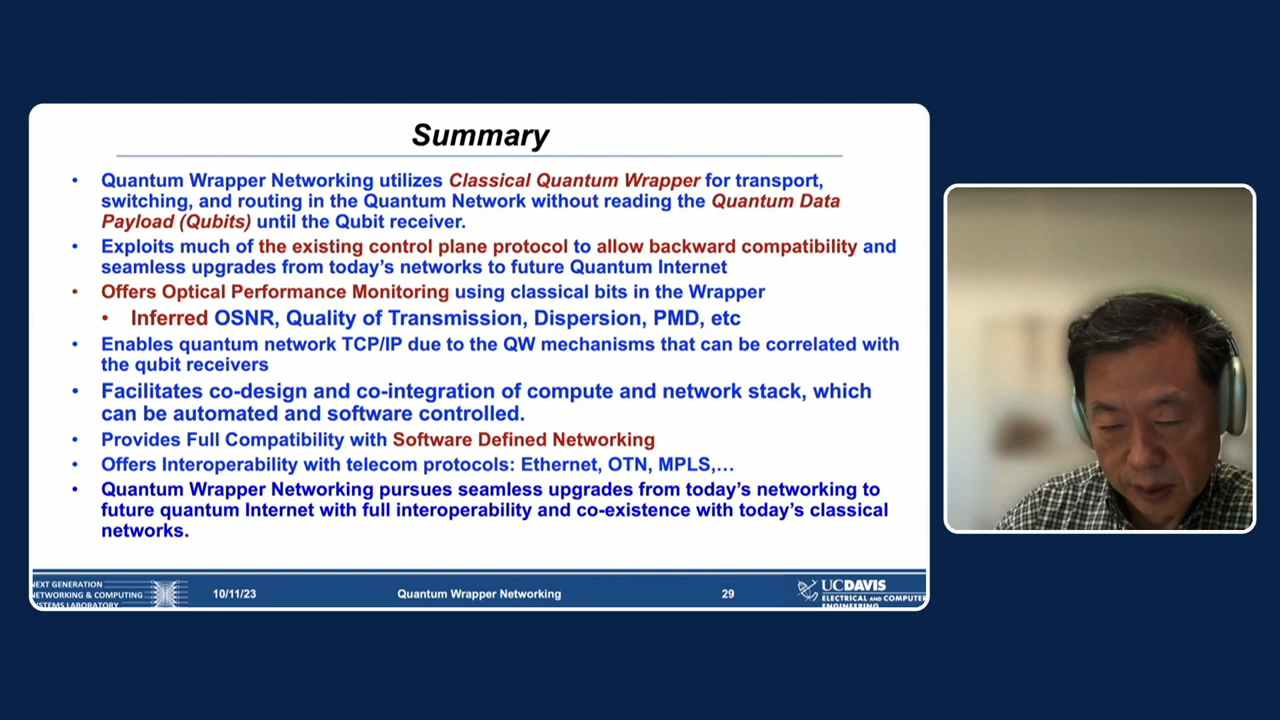 Summary
• Quantum Wrapper Networking utilizes Classical Quantum Wrapper for transport,
switching, and routing in the Quantum Network without reading the Quantum Data
Payload (Qubits) until the Qubit receiver.
• Exploits much of the existing control plane protocol to allow backward compatibility and
seamless upgrades from today's networks to future Quantum Internet
• Offers Optical Performance Monitoring using classical bits in the Wrapper
• Inferred OSNR, Quality of Transmission, Dispersion, PMD, etc
• Enables quantum network TCP/IP due to the QW mechanisms that can be correlated with
the qubit receivers
• Facilitates co-design and co-integration of compute and network stack, which
can be automated and software controlled.
• Provides Full Compatibility with Software Defined Networking
• Offers Interoperability with telecom protocols: Ethernet, OTN, MPLS,...
• Quantum Wrapper Networking pursues seamless upgrades from today's networking to
future quantum Internet with full interoperability and co-existence with today's classical
networks.
NEXT GENERATION
NETWORKING & COMPUTING
SYSTEMS LABORATORY
10/11/23
Quantum Wrapper Networking
29
UCDAVIS
ELECTRICAL AND COMPUTER
ENGINEERING